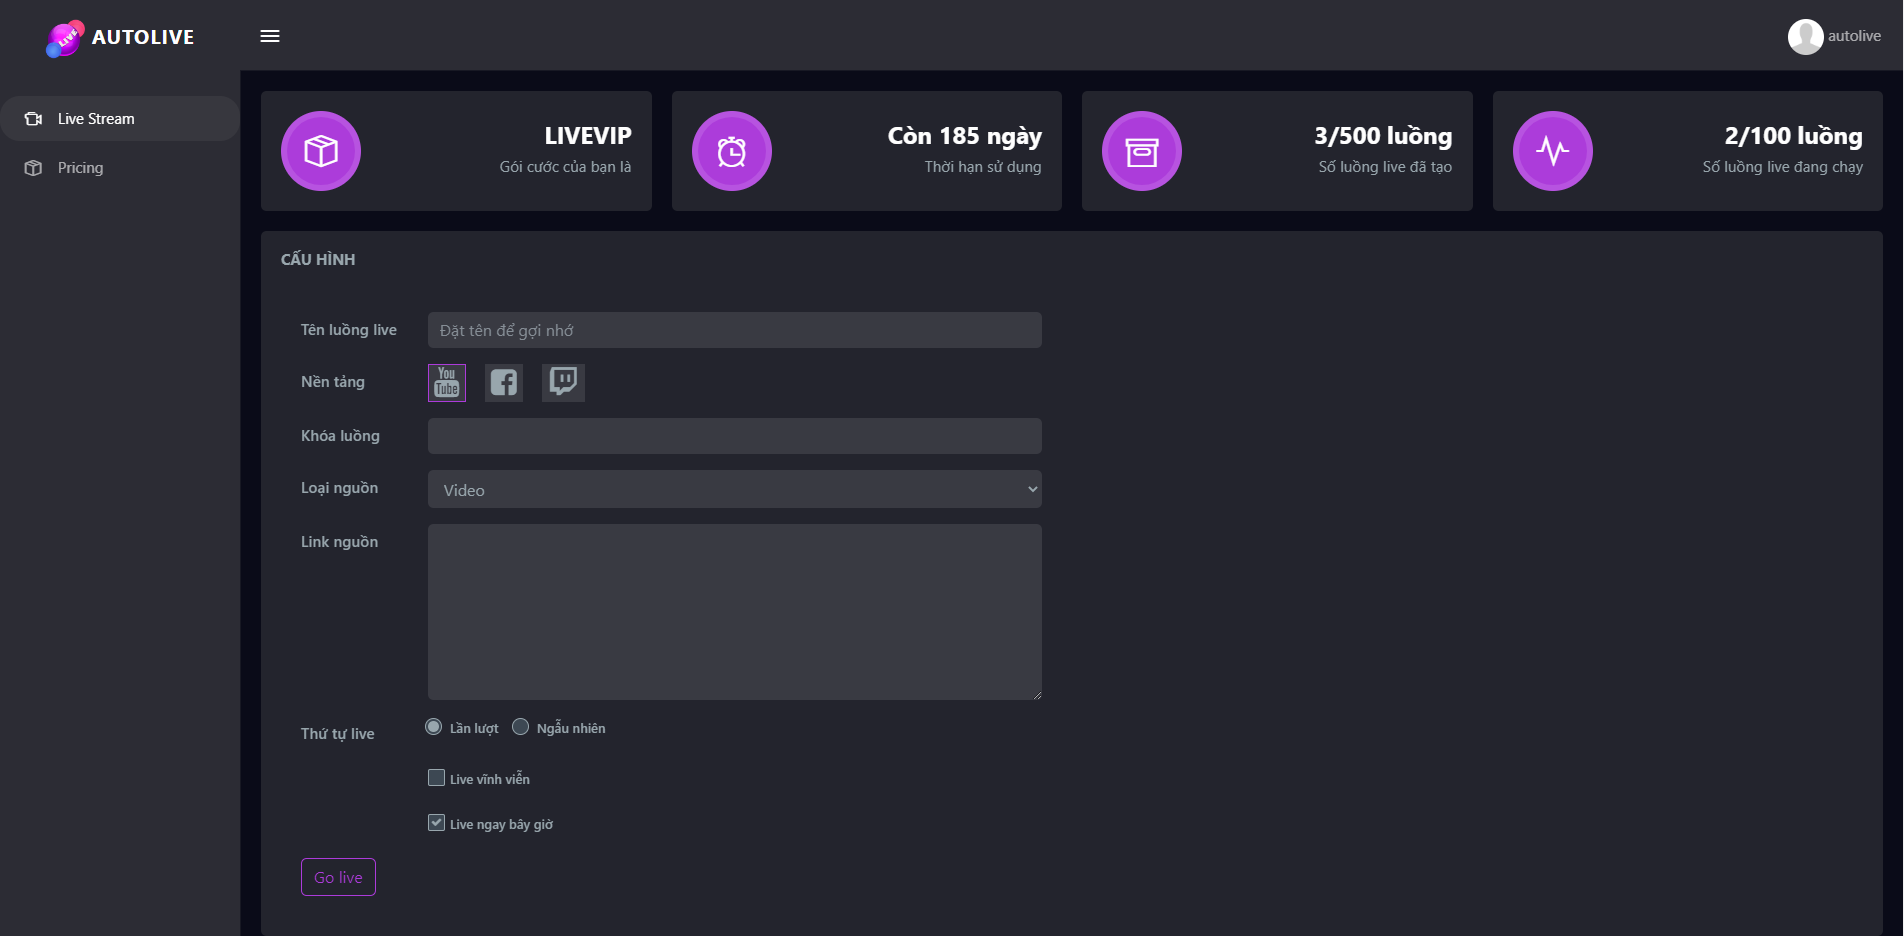 LIVE
AUTOLIVE
autolive
Live Stream
Pricing
LIVEVIP
Gói cước của bạn là
Còn 185 ngày
Thời hạn sử dụng
3/500 luồng
Số luồng live đã tạo
2/100 luồng
Số luồng live đang chạy
CẤU HÌNH
Tên luồng live
Đặt tên để gợi nhớ
Nền tảng
You
Tube
Khóa luồng
Loại nguồn
Video
Link nguồn
Thứ tự live
Lần lượt
Ngẫu nhiên
Live vĩnh viễn
Live ngay bây giờ
Go live